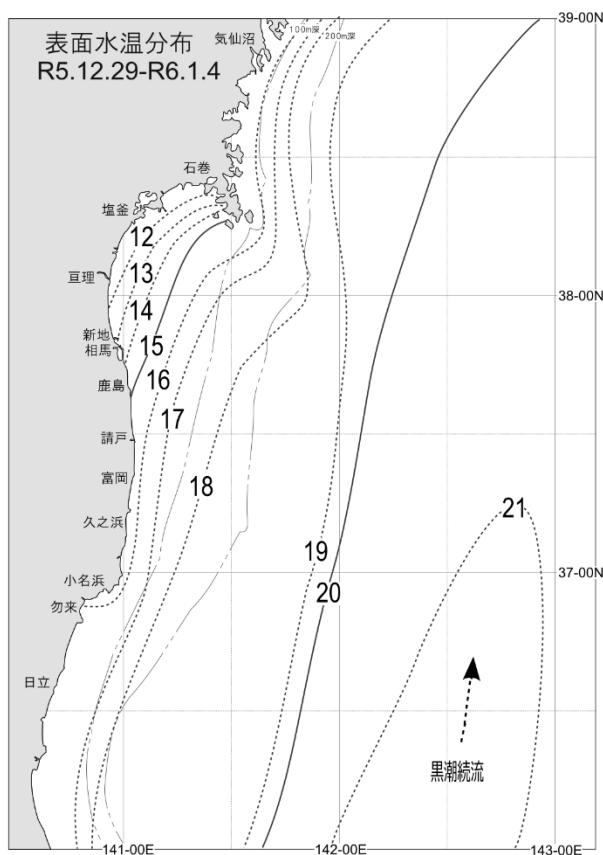 表面水温分布
R5.12.29-R6.1.4
気仙沼
100m深
200m深
39-00N
石巻
塩釜
12
亘理
13
38-00N
14
新地
相馬
15
鹿島
16
17
請戸
富岡
18
21
久之浜
19
37-00N
小名浜
20
勿来
日立
黒潮続流
141-00E
142-00E
143-00E